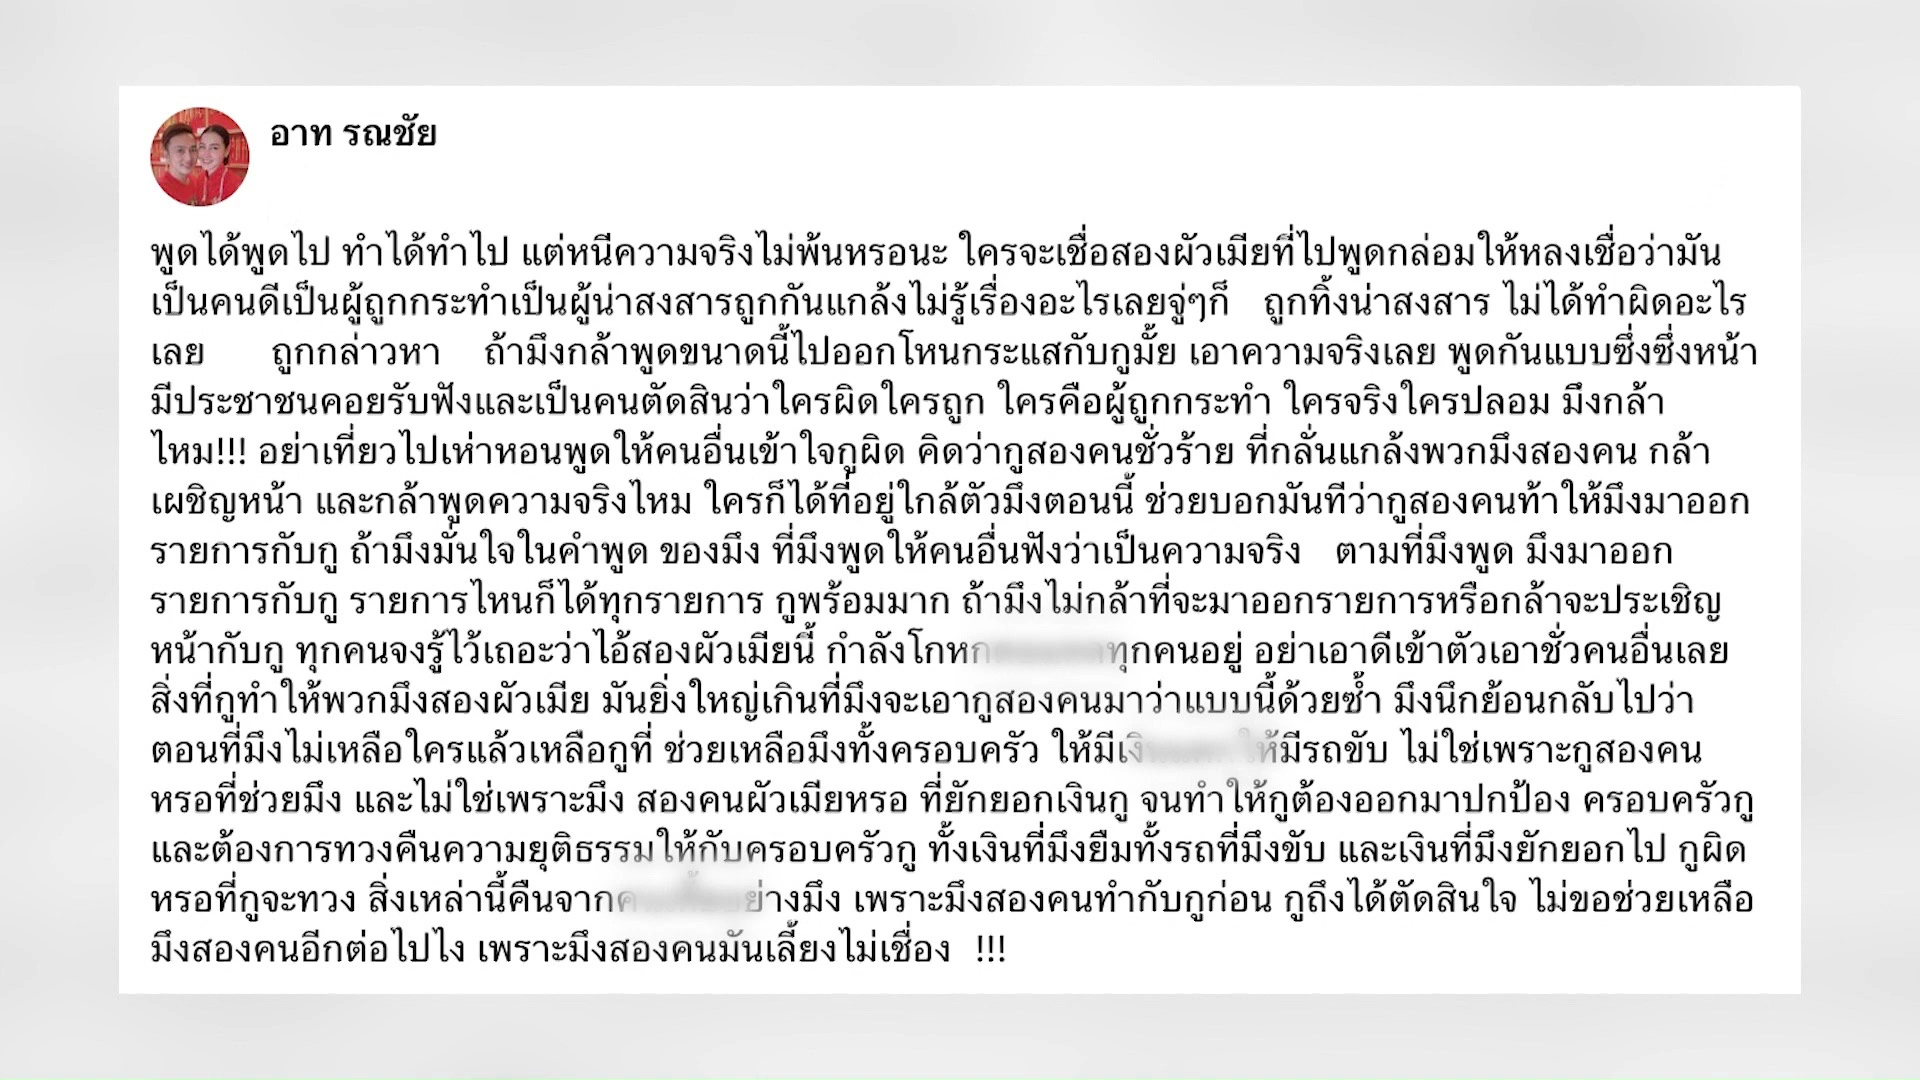 อาท รณชัย
พูดได้พูดไป ทำได้ทำไป แต่หนีความจริงไม่พ้นหรอนะ ใครจะเชื่อสองผัวเมียที่ไปพูดกล่อมให้หลงเชื่อว่ามัน
เป็นคนดีเป็นผู้ถูกกระทำเป็นผู้น่าสงสารถูกกันแกล้งไม่รู้เรื่องอะไรเลยจู่ๆก็ ถูกทิ้งน่าสงสาร ไม่ได้ทำผิดอะไร
เลย ถูกกล่าวหา ถ้ามึงกล้าพูดขนาดนี้ไปออกโหนกระแสกับกูมั้ย เอาความจริงเลย พูดกันแบบซึ่งซึ่งหน้า
มีประชาชนคอยรับฟังและเป็นคนตัดสินว่าใครผิดใครถูก ใครคือผู้ถูกกระทำ ใครจริงใครปลอม มึงกล้า
ไหม!!! อย่าเที่ยวไปเห่าหอนพูดให้คนอื่นเข้าใจกูผิด คิดว่ากูสองคนชั่วร้าย ที่กลั่นแกล้งพวกมึงสองคน กล้า
เผชิญหน้า และกล้าพูดความจริงไหม ใครก็ได้ที่อยู่ใกล้ตัวมึงตอนนี้ ช่วยบอกมันทีว่ากูสองคนท้าให้มึงมาออก
รายการกับกู ถ้ามึงมั่นใจในคำพูด ของมึง ที่มึงพูดให้คนอื่นฟังว่าเป็นความจริง ตามที่มึงพูด มึงมาออก
รายการกับกู รายการไหนก็ได้ทุกรายการ กูพร้อมมาก ถ้ามึงไม่กล้าที่จะมาออกรายการหรือกล้าจะประเชิญ
หน้ากับกู ทุกคนจงรู้ไว้เถอะว่าไอ้สองผัวเมียนี้ กำลังโกหก ทุกคนอยู่ อย่าเอาดีเข้าตัวเอาชั่วคนอื่นเลย
สิ่งที่กูทำให้พวกมึงสองผัวเมีย มันยิ่งใหญ่เกินที่มึงจะเอากูสองคนมาว่าแบบนี้ด้วยซ้ำ มึงนึกย้อนกลับไปว่า
ตอนที่มึงไม่เหลือใครแล้วเหลือกูที่ ช่วยเหลือมึงทั้งครอบครัว ให้มี ให้มีรถขับ ไม่ใช่เพราะกูสองคน
หรอที่ช่วยมึง และไม่ใช่เพราะมึง สองคนผัวเมียหรอ ที่ยักยอกเงินกู จนทำให้กูต้องออกมาปกป้อง ครอบครัวกู
และต้องการทวงคืนความยุติธรรมให้กับครอบครัวกู ทั้งเงินที่มึงยืมทั้งรถที่มึงขับ และเงินที่มึงยักยอกไป กูผิด
หรอที่กูจะทวง สิ่งเหล่านี้คืนจาก อย่างมึง เพราะมึงสองคนทำกับกูก่อน กูถึงได้ตัดสินใจ ไม่ขอช่วยเหลือ
มึงสองคนอีกต่อไปไง เพราะมึงสองคนมันเลี้ยงไม่เชื่อง !!!